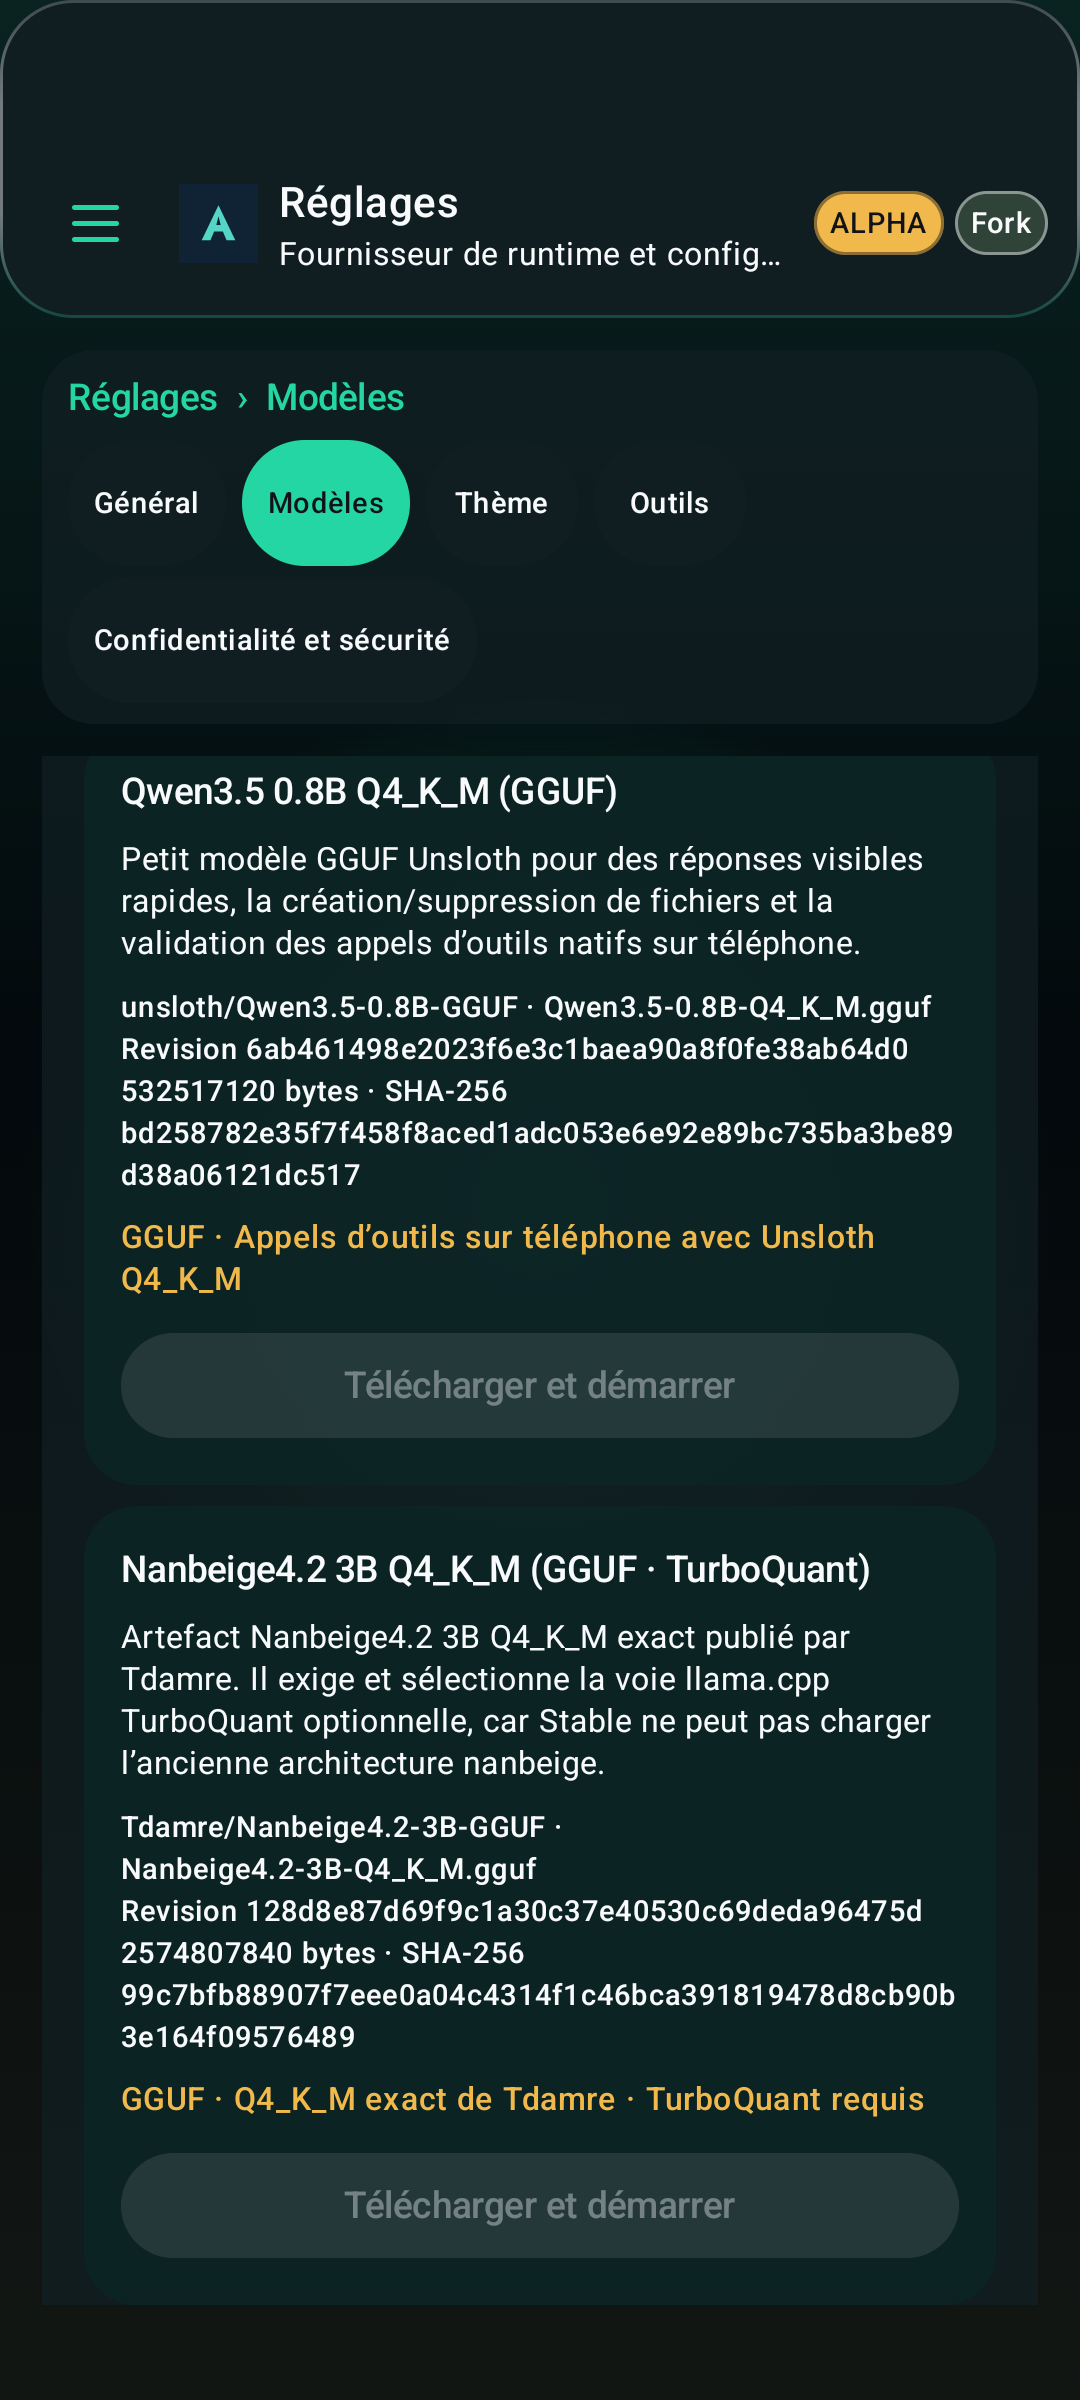 Réglages
Fournisseur de runtime et config…
ALPHA
Fork
Réglages › Modèles
Général
Modèles
Thème
Outils
Confidentialité et sécurité
Qwen3.5 0.8B Q4_K_M (GGUF)
Petit modèle GGUF Unsloth pour des réponses visibles
rapides, la création/suppression de fichiers et la
validation des appels d’outils natifs sur téléphone.
unsloth/Qwen3.5-0.8B-GGUF · Qwen3.5-0.8B-Q4_K_M.gguf
Revision 6ab461498e2023f6e3c1baea90a8f0fe38ab64d0
532517120 bytes · SHA-256
bd258782e35f7f458f8aced1adc053e6e92e89bc735ba3be89
d38a06121dc517
GGUF · Appels d’outils sur téléphone avec Unsloth
Q4_K_M
Télécharger et démarrer
Nanbeige4.2 3B Q4_K_M (GGUF · TurboQuant)
Artefact Nanbeige4.2 3B Q4_K_M exact publié par
Tdamre. Il exige et sélectionne la voie llama.cpp
TurboQuant optionnelle, car Stable ne peut pas charger
l’ancienne architecture nanbeige.
Tdamre/Nanbeige4.2-3B-GGUF ·
Nanbeige4.2-3B-Q4_K_M.gguf
Revision 128d8e87d69f9c1a30c37e40530c69deda96475d
2574807840 bytes · SHA-256
99c7bfb88907f7eee0a04c4314f1c46bca391819478d8cb90b
3e164f09576489
GGUF · Q4_K_M exact de Tdamre · TurboQuant requis
Télécharger et démarrer